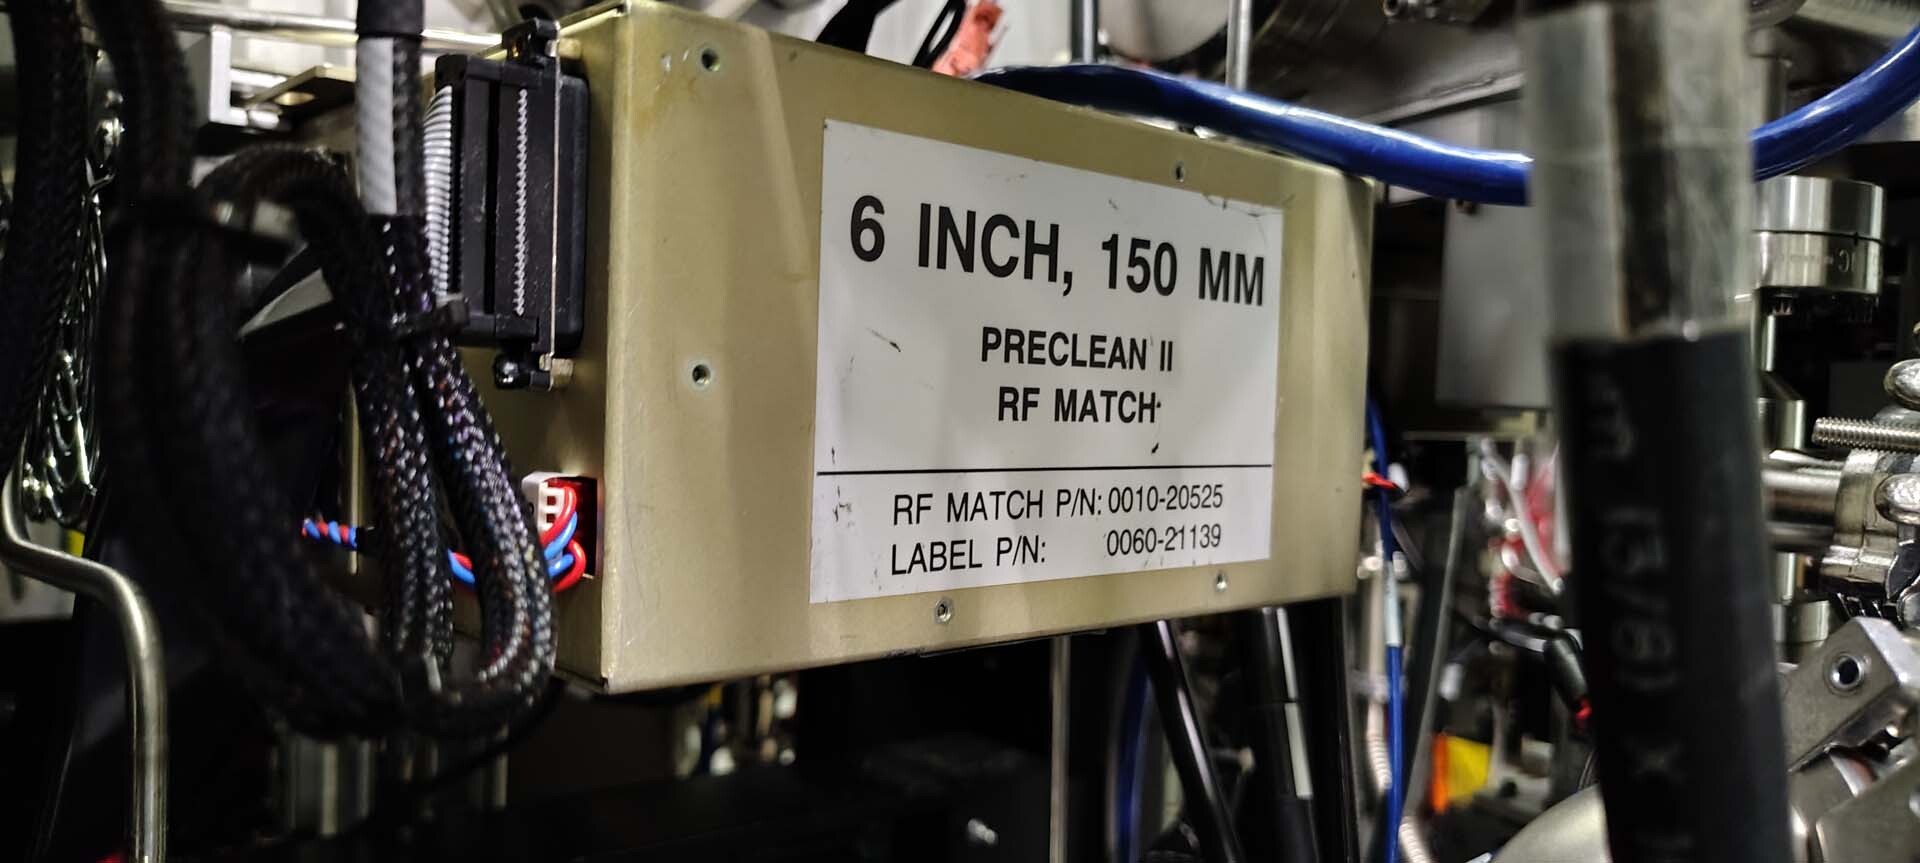 6 INCH, 150 MM
PRECLEAN II
RF MATCH
RF MATCH P/N: 0010-20525
LABEL P/N: 0060-21139